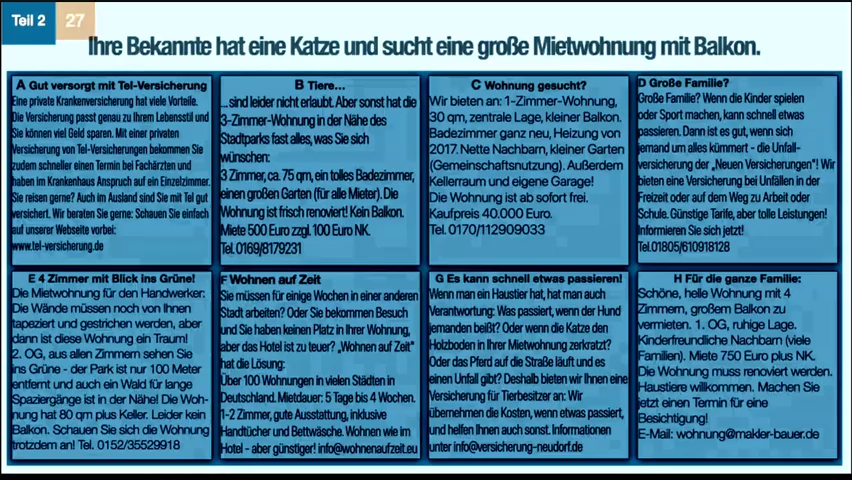 Teil 2
27
Ihre Bekannte hat eine Katze und sucht eine große Mietwohnung mit Balkon.
A Gut versorgt mit Tel-Versicherung
Eine private Krankenversicherung hat viele Vorteile.
Die Versicherung passt genau zu Ihrem Lebensstil und
Sie können viel Geld sparen. Mit einer privaten
Versicherung von Tel-Versicherungen bekommen Sie
zudem schneller einen Termin bei Fachärzten und
haben im Krankenhaus Anspruch auf ein Einzelzimmer.
Sie reisen gerne? Auch im Ausland sind Sie mit Tel gut
versichert. Wir beraten Sie gerne: Schauen Sie einfach
auf unserer Webseite vorbei:
www.tel-versicherung.de
B Tiere...
... sind leider nicht erlaubt. Aber sonst hat die
3-Zimmer-Wohnung in der Nähe des
Stadtparks fast alles, was Sie sich
wünschen:
3 Zimmer, ca. 75 qm, ein tolles Badezimmer,
einen großen Garten (für alle Mieter). Die
Wohnung ist frisch renoviert! Kein Balkon.
Miete 500 Euro zzgl. 100 Euro NK.
Tel. 0169/8179231
C Wohnung gesucht?
Wir bieten an: 1-Zimmer-Wohnung,
30 qm, zentrale Lage, kleiner Balkon.
Badezimmer ganz neu, Heizung von
2017. Nette Nachbarn, kleiner Garten
(Gemeinschaftsnutzung). Außerdem
Kellerraum und eigene Garage!
Die Wohnung ist ab sofort frei.
Kaufpreis 40.000 Euro.
Tel. 0170/112909033
D Große Familie?
Große Familie? Wenn die Kinder spielen
oder Sport machen, kann schnell etwas
passieren. Dann ist es gut, wenn sich
jemand um alles kümmert - die Unfall-
versicherung der „Neuen Versicherungen"! Wir
bieten eine Versicherung bei Unfällen in der
Freizeit oder auf dem Weg zu Arbeit oder
Schule. Günstige Tarife, aber tolle Leistungen!
Informieren Sie sich jetzt!
Tel.01805/610918128
E 4 Zimmer mit Blick ins Grüne!
Die Mietwohnung für den Handwerker:
Die Wände müssen noch von Ihnen
tapeziert und gestrichen werden, aber
dann ist diese Wohnung ein Traum!
2. OG, aus allen Zimmern sehen Sie
ins Grüne - der Park ist nur 100 Meter
entfernt und auch ein Wald für lange
Spaziergänge ist in der Nähe! Die Woh-
nung hat 80 qm plus Keller. Leider kein
Balkon. Schauen Sie sich die Wohnung
trotzdem an! Tel. 0152/35529918
F Wohnen auf Zeit
Sie müssen für einige Wochen in einer anderen
Stadt arbeiten? Oder Sie bekommen Besuch
und Sie haben keinen Platz in Ihrer Wohnung,
aber das Hotel ist zu teuer? „Wohnen auf Zeit"
hat die Lösung:
Über 100 Wohnungen in vielen Städten in
Deutschland. Mietdauer: 5 Tage bis 4 Wochen.
1-2 Zimmer, gute Ausstattung, inklusive
Handtücher und Bettwäsche. Wohnen wie im
Hotel - aber günstiger! info@wohnenaufzeit.eu
G Es kann schnell etwas passieren!
Wenn man ein Haustier hat, hat man auch
Verantwortung: Was passiert, wenn der Hund
jemanden beißt? Oder wenn die Katze den
Holzboden in Ihrer Mietwohnung zerkratzt?
Oder das Pferd auf die Straße läuft und es
einen Unfall gibt? Deshalb bieten wir Ihnen eine
Versicherung für Tierbesitzer an: Wir
übernehmen die Kosten, wenn etwas passiert,
und helfen Ihnen auch sonst. Informationen
unter info@versicherung-neudorf.de
H Für die ganze Familie:
Schöne, helle Wohnung mit 4
Zimmern, großem Balkon zu
vermieten. 1. OG, ruhige Lage.
Kinderfreundliche Nachbarn (viele
Familien). Miete 750 Euro plus NK.
Die Wohnung muss renoviert werden.
Haustiere willkommen. Machen Sie
jetzt einen Termin für eine
Besichtigung!
E-Mail: wohnung@makler-bauer.de